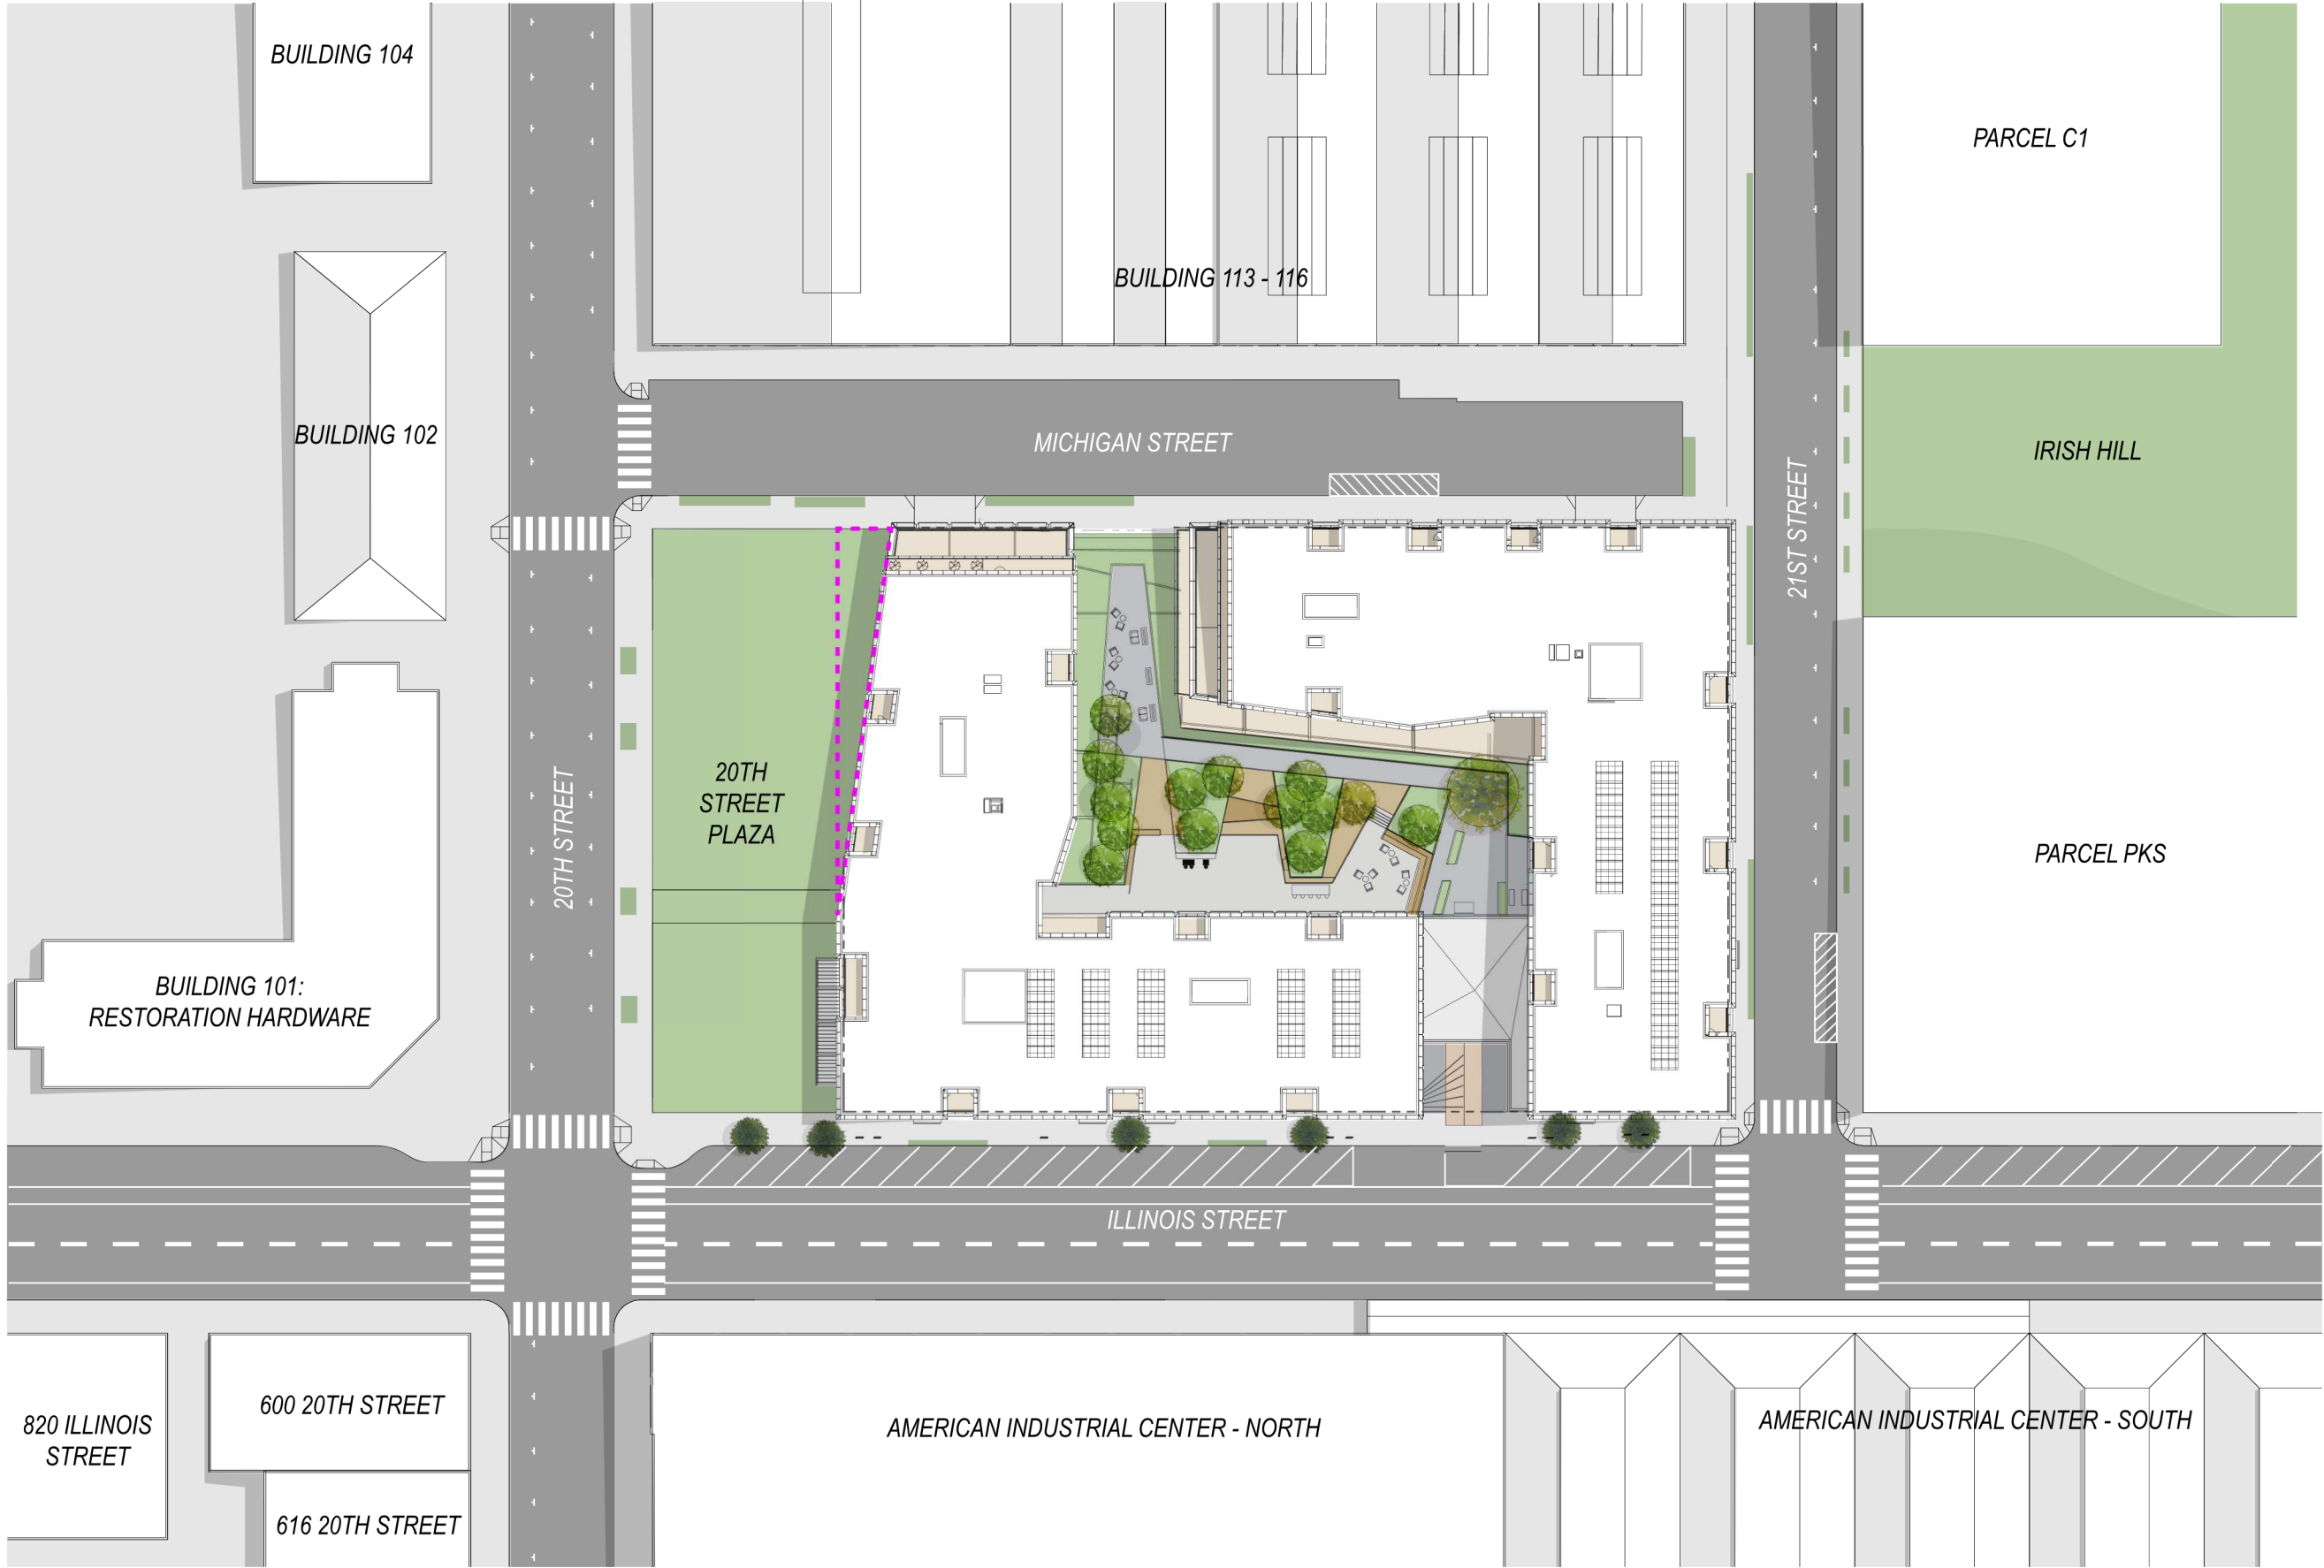 BUILDING 104
PARCEL C1
BUILDING 113 - 116
BUILDING 102
MICHIGAN STREET
IRISH HILL
21ST STREET
20TH
STREET
PLAZA
20TH STREET
PARCEL PKS
BUILDING 101:
RESTORATION HARDWARE
ILLINOIS STREET
820 ILLINOIS
STREET
600 20TH STREET
616 20TH STREET
AMERICAN INDUSTRIAL CENTER - NORTH
AMERICAN INDUSTRIAL CENTER - SOUTH